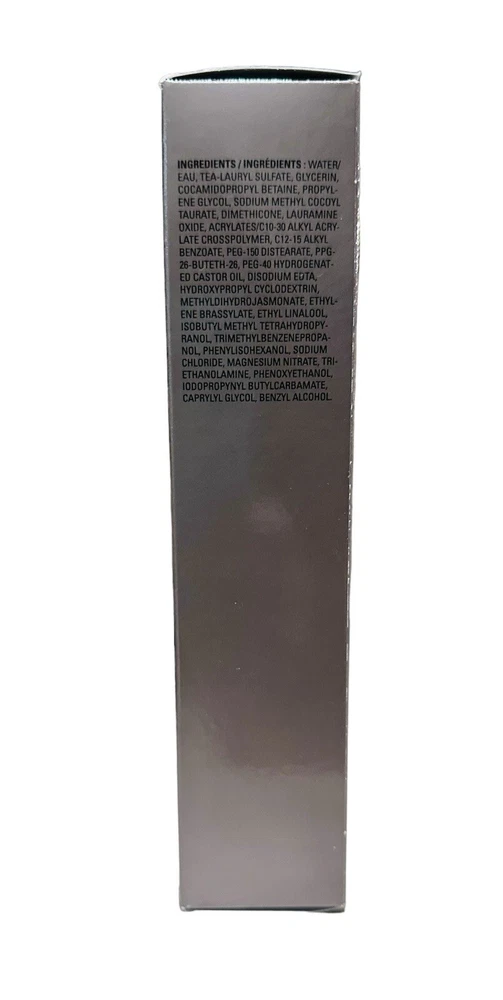 INGREDIENTS / INGRÉDIENTS : WATER/
EAU, TEA-LAURYL SULFATE, GLYCERIN,
COCAMIDOPROPYL BETAINE, PROPYL-
ENE GLYCOL, SODIUM METHYL COCOYL
TAURATE, DIMETHICONE, LAURAMINE
OXIDE, ACRYLATES/C10-30 ALKYL ACRY-
LATE CROSSPOLYMER, C12-15 ALKYL
BENZOATE, PEG-150 DISTEARATE, PPG-
26-BUTETH-26, PEG-40 HYDROGENAT-
ED CASTOR OIL, DISODIUM EDTA,
HYDROXYPROPYL CYCLODEXTRIN,
METHYLDIHYDROJASMONATE, ETHYL-
ENE BRASSYLATE, ETHYL LINALOOL,
ISOBUTYL METHYL TETRAHYDROPY-
RANOL, TRIMETHYLBENZENEPROPA-
NOL, PHENYLISOHEXANOL, SODIUM
CHLORIDE, MAGNESIUM NITRATE, TRI-
ETHANOLAMINE, PHENOXYETHANOL,
IODOPROPYNYL BUTYLCARBAMATE,
CAPRYLYL GLYCOL, BENZYL ALCOHOL.